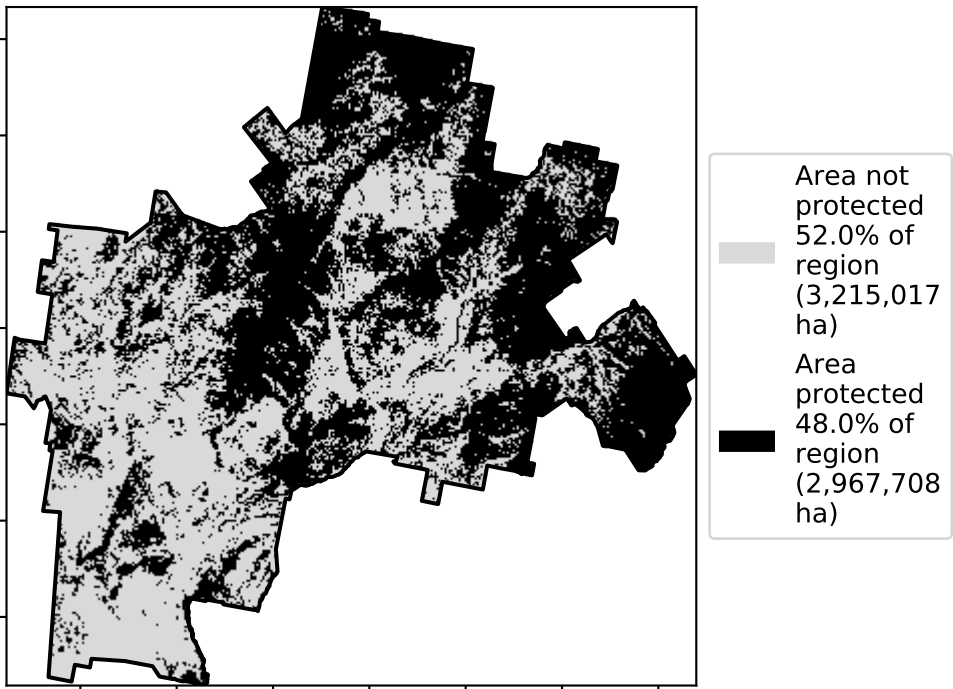 Area not
protected
52.0% of
region
(3,215,017
ha)
Area
protected
48.0% of
region
(2,967,708
ha)